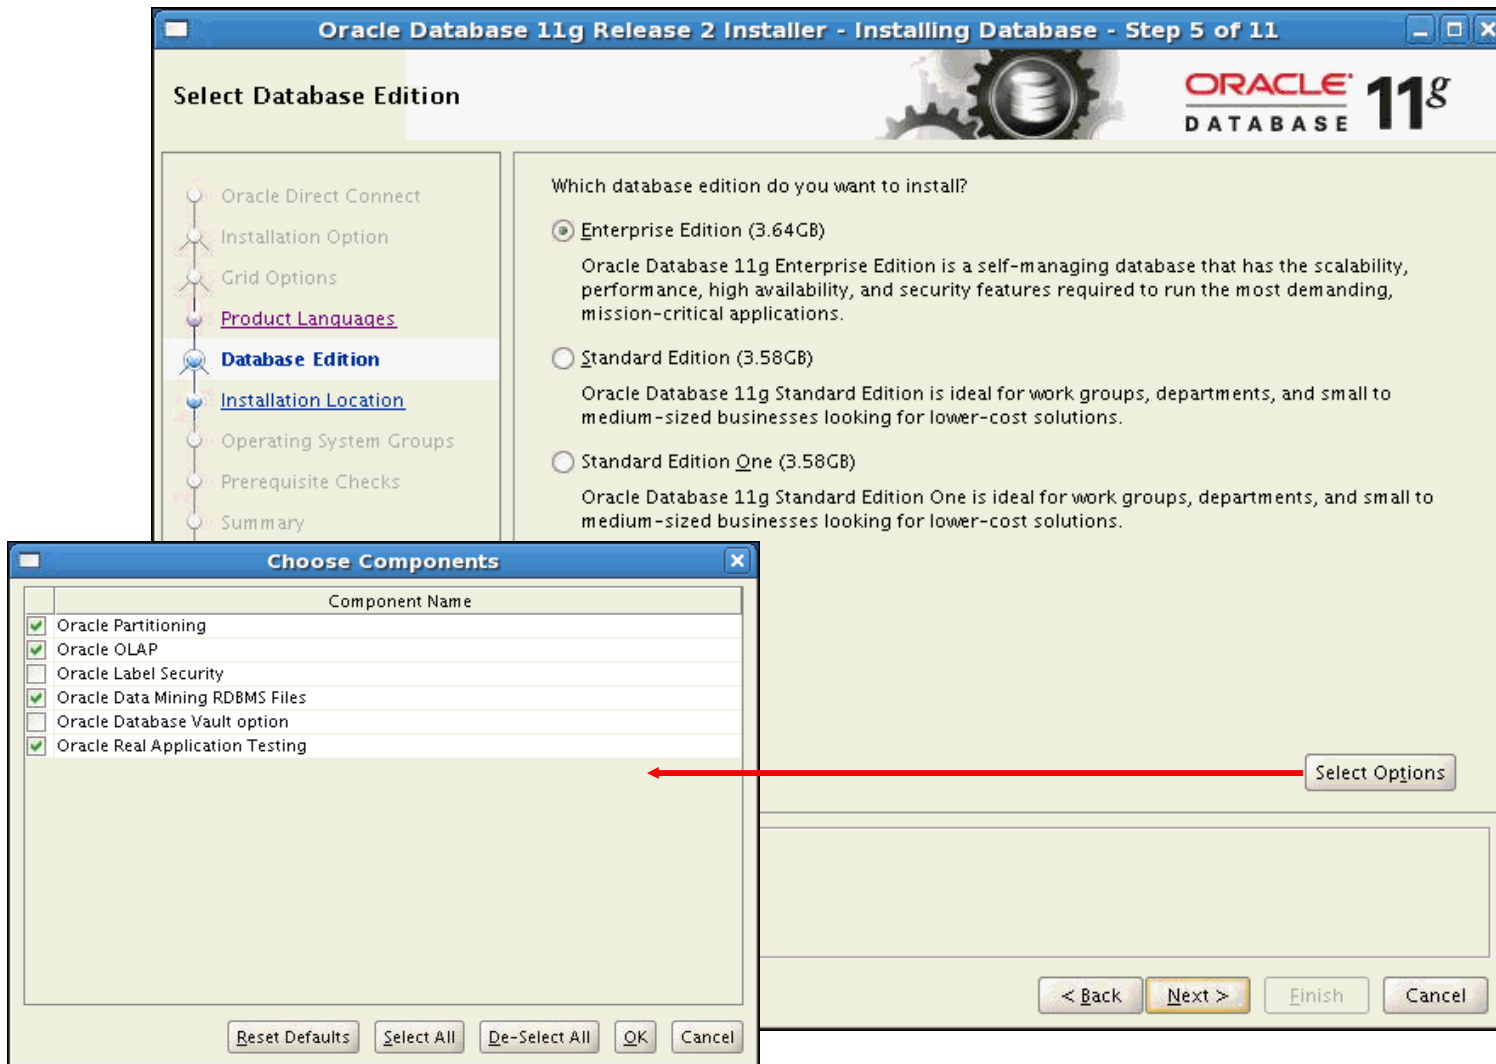 Oracle Database 11g Release 2 Installer - Installing Database - Step 5 of 11
Select Database Edition
ORACLE
DATABASE
11g
Oracle Direct Connect
Installation Option
Grid Options
Product Languages
Database Edition
Installation Location
Operating System Groups
Prerequisite Checks
Summary
Which database edition do you want to install?
Enterprise Edition (3.64GB)
Oracle Database 11g Enterprise Edition is a self-managing database that has the scalability,
performance, high availability, and security features required to run the most demanding,
mission-critical applications.
Standard Edition (3.58GB)
Oracle Database 11g Standard Edition is ideal for work groups, departments, and small to
medium-sized businesses looking for lower-cost solutions.
Standard Edition One (3.58GB)
Oracle Database 11g Standard Edition One is ideal for work groups, departments, and small to
medium-sized businesses looking for lower-cost solutions.
Select Options
< Back
Next >
Finish
Cancel
Choose Components
Component Name
Oracle Partitioning
Oracle OLAP
Oracle Label Security
Oracle Data Mining RDBMS Files
Oracle Database Vault option
Oracle Real Application Testing
Reset Defaults
Select All
De-Select All
OK
Cancel